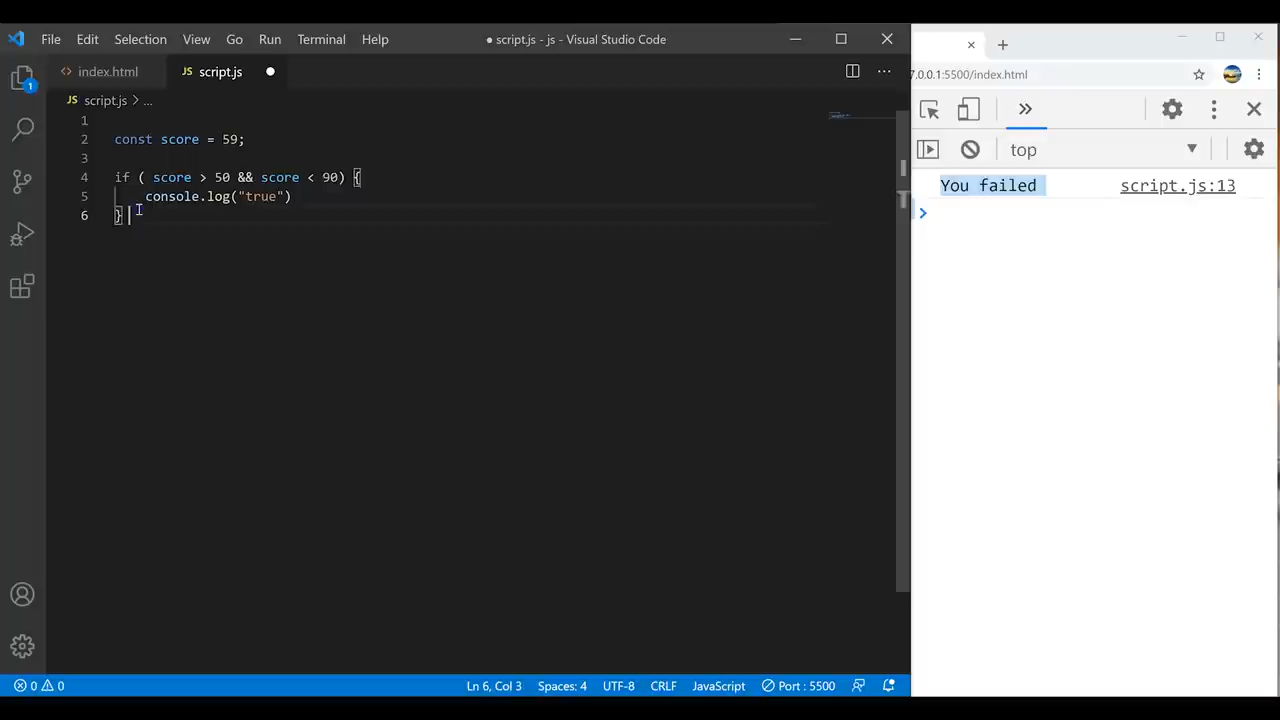 File Edit Selection View Go Run Terminal Help
● script.js - js - Visual Studio Code
<> index.html
JS script.js ●
7.0.0.1:5500/index.html
JS script.js > ...
1
2 const score = 59;
3
4 if ( score > 50 && score < 90) {
5 console.log("true")
6 }
top
You failed script.js:13
>
1
0 0
Ln 6, Col 3 Spaces: 4 UTF-8 CRLF JavaScript Port : 5500